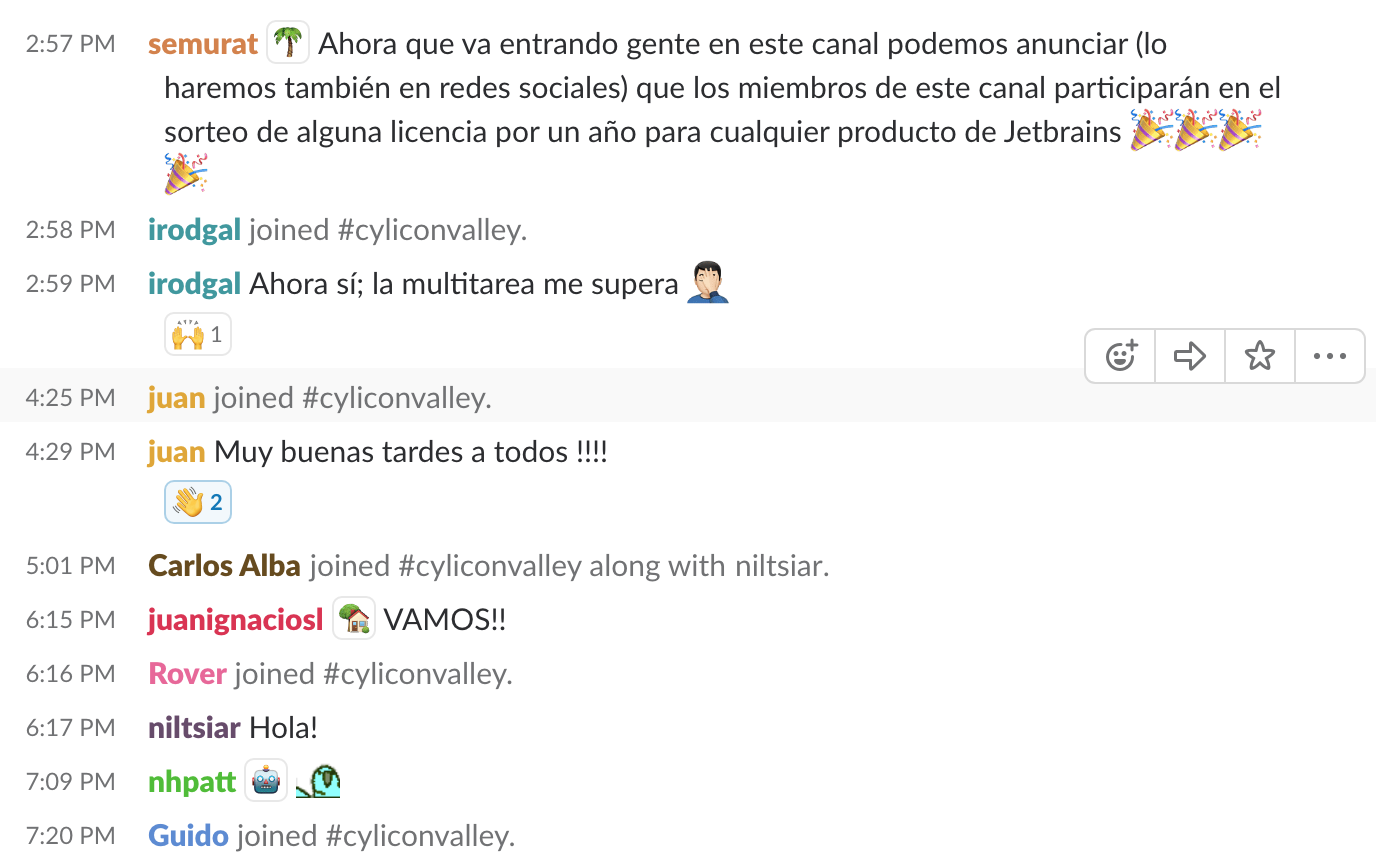 2:57 PM semurat Ahora que va entrando gente en este canal podemos anunciar (lo
haremos también en redes sociales) que los miembros de este canal participarán en el
sorteo de alguna licencia por un año para cualquier producto de Jetbrains
2:58 PM irodgal joined #cyliconvalley.
2:59 PM irodgal Ahora sí; la multitarea me supera
1
4:25 PM juan joined #cyliconvalley.
4:29 PM juan Muy buenas tardes a todos !!!!
2
5:01 PM Carlos Alba joined #cyliconvalley along with niltsiar.
6:15 PM juanignaciosl VAMOS!!
6:16 PM Rover joined #cyliconvalley.
6:17 PM niltsiar Hola!
7:09 PM nhpatt
7:20 PM Guido joined #cyliconvalley.